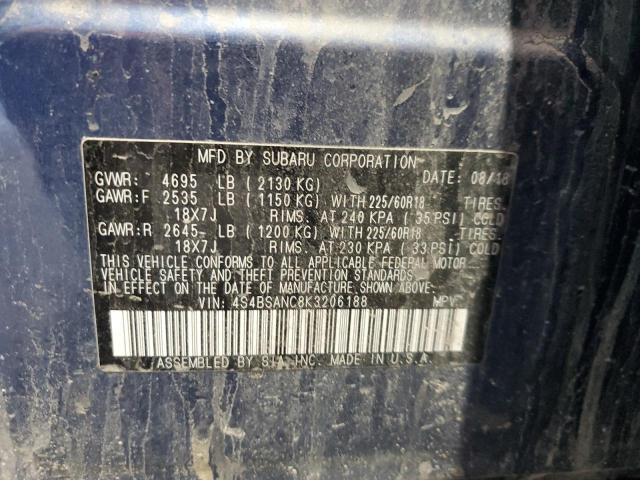 MFD BY SUBARU CORPORATION
GVWR: 4695 LB ( 2130 KG) DATE: 08/18
GAWR:F 2535 LB ( 1150 KG) WITH 225/60R18 TIRES
18X7J RIMS. AT 240 KPA ( 35 PSI) COLD
GAWR:R 2645 LB ( 1200 KG) WITH 225/60R18 TIRES
18X7J RIMS. AT 230 KPA ( 33 PSI) COLD
THIS VEHICLE CONFORMS TO ALL APPLICABLE FEDERAL MOTOR
VEHICLE SAFETY AND THEFT PREVENTION STANDARDS
IN EFFECT ON THE DATE OF MANUFACTURE SHOWN ABOVE.
VIN: 4S4BSANC8K3206188 MPV
ASSEMBLED BY SIA, INC. MADE IN U.S.A.